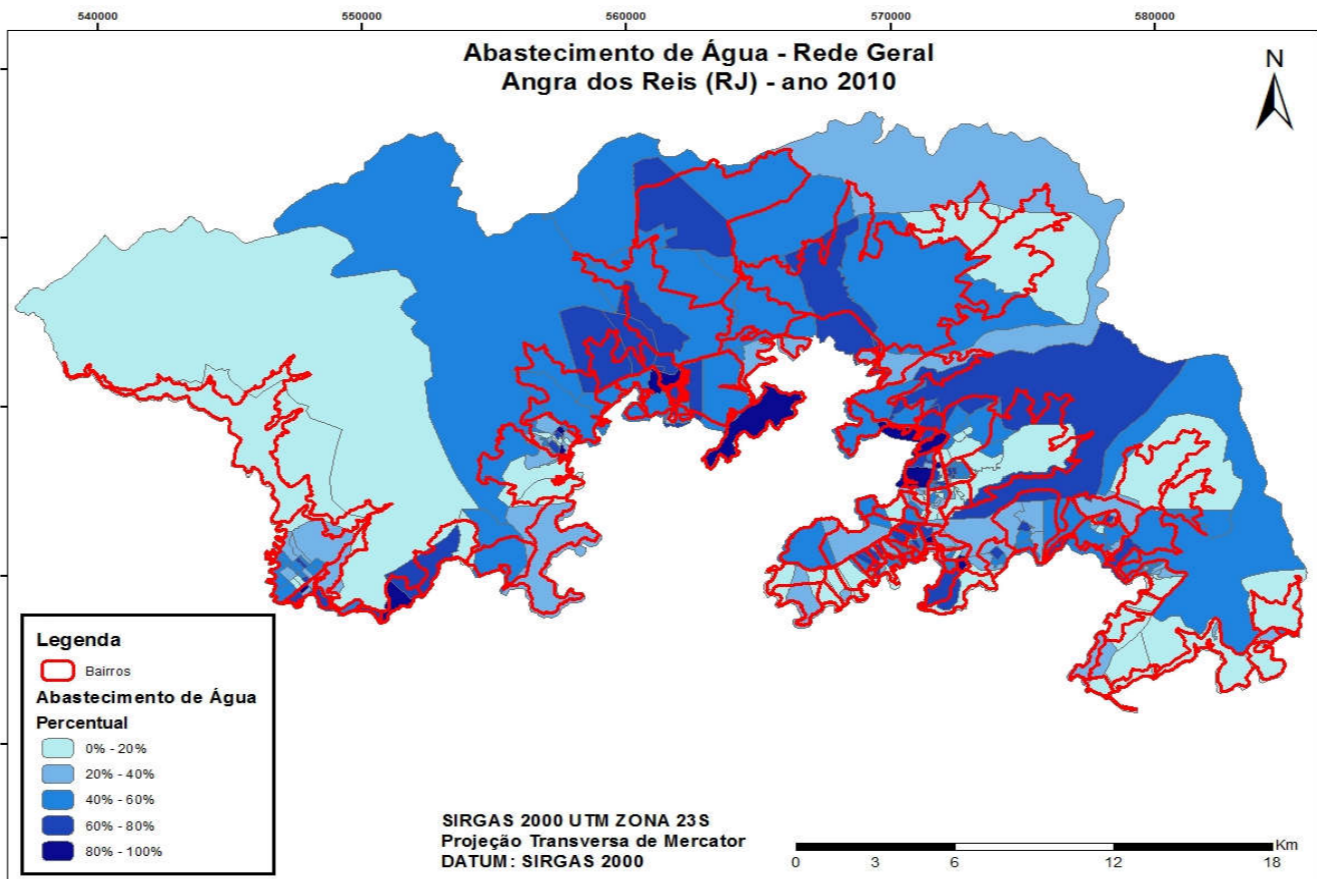 540000 550000 560000 570000 580000
Abastecimento de Água - Rede Geral
Angra dos Reis (RJ) - ano 2010
N
Legenda
Bairros
Abastecimento de Água
Percentual
0% - 20%
20% - 40%
40% - 60%
60% - 80%
80% - 100%
SIRGAS 2000 UTM ZONA 23S
Projeção Transversa de Mercator
DATUM: SIRGAS 2000
Km
0 3 6 12 18